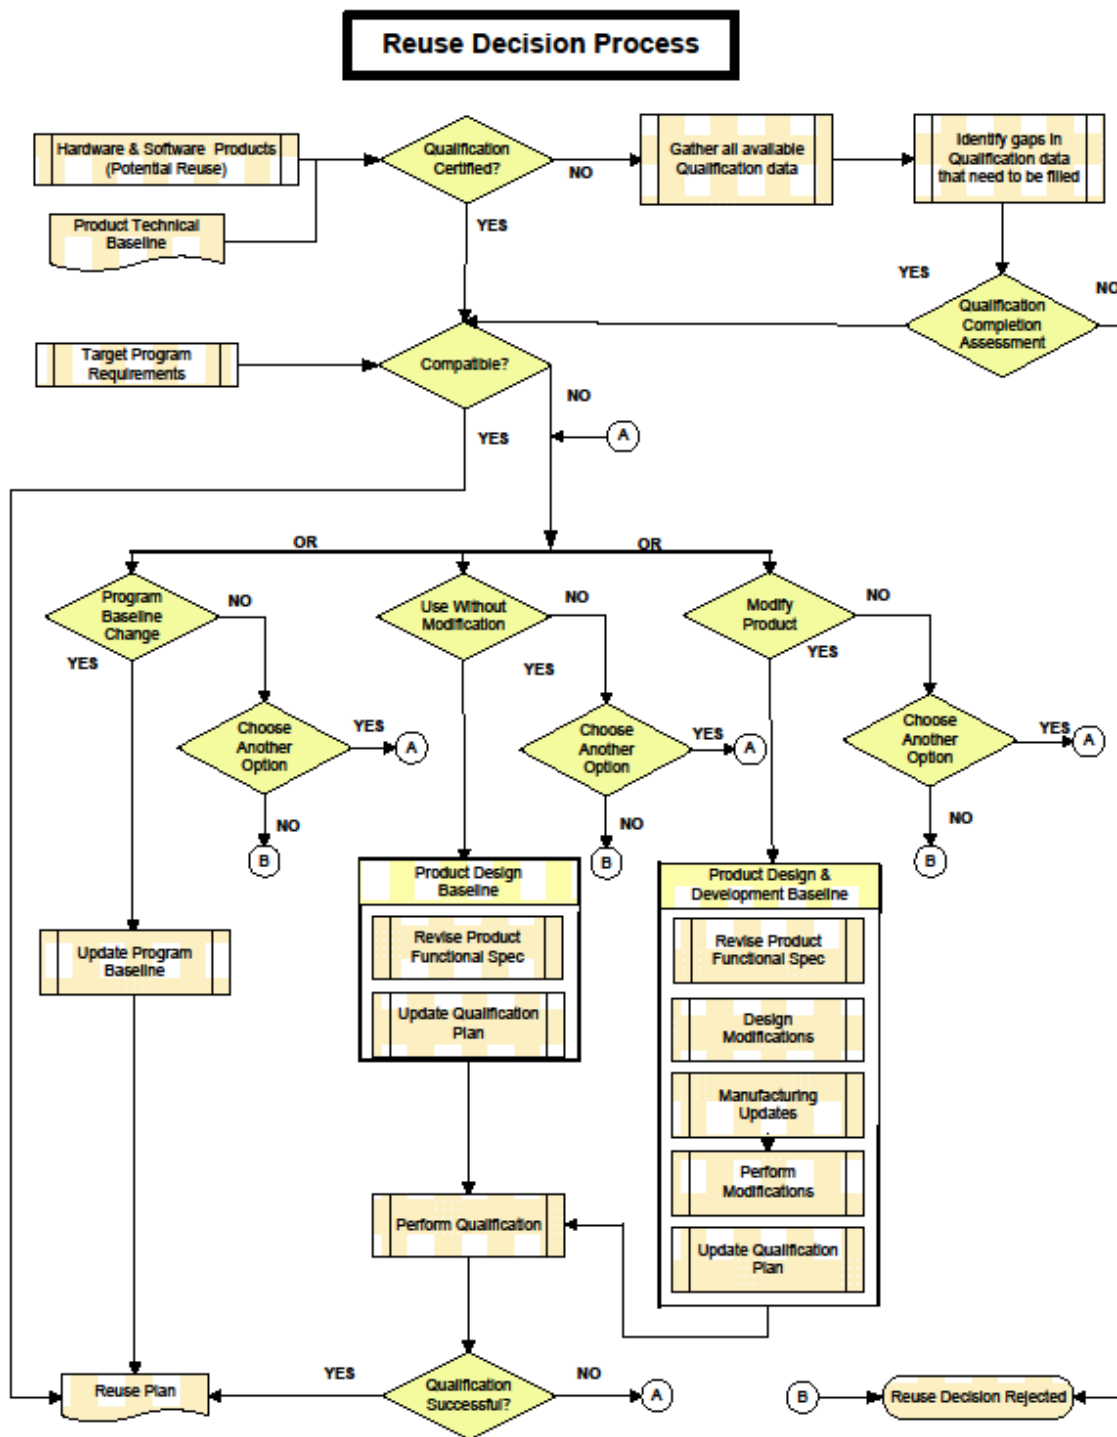 Reuse Decision Process
Hardware & Software Products
(Potential Reuse)
Qualification
Certified?
NO
Gather all available
Qualification data
Identify gaps in
Qualification data
that need to be filled
Product Technical
Baseline
YES
YES
NO
Qualification
Completion
Assessment
Target Program
Requirements
Compatible?
NO
YES
A
OR
OR
Program
Baseline
Change
NO
YES
Use Without
Modification
NO
YES
Modify
Product
NO
YES
Choose
Another
Option
YES
A
NO
B
Choose
Another
Option
YES
A
NO
B
Choose
Another
Option
YES
A
NO
B
Product Design
Baseline
Revise Product
Functional Spec
Update Qualification
Plan
Product Design &
Development Baseline
Revise Product
Functional Spec
Design
Modifications
Manufacturing
Updates
Perform
Modifications
Update Qualification
Plan
Update Program
Baseline
Perform Qualification
Reuse Plan
YES
Qualification
Successful?
NO
A
B
Reuse Decision Rejected